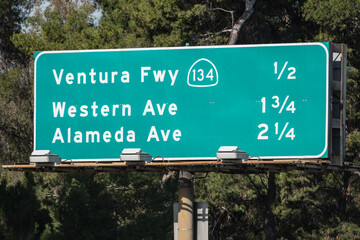 Ventura Fwy 134 ½
Western Ave 1 ¾
Alameda Ave 2 ¼